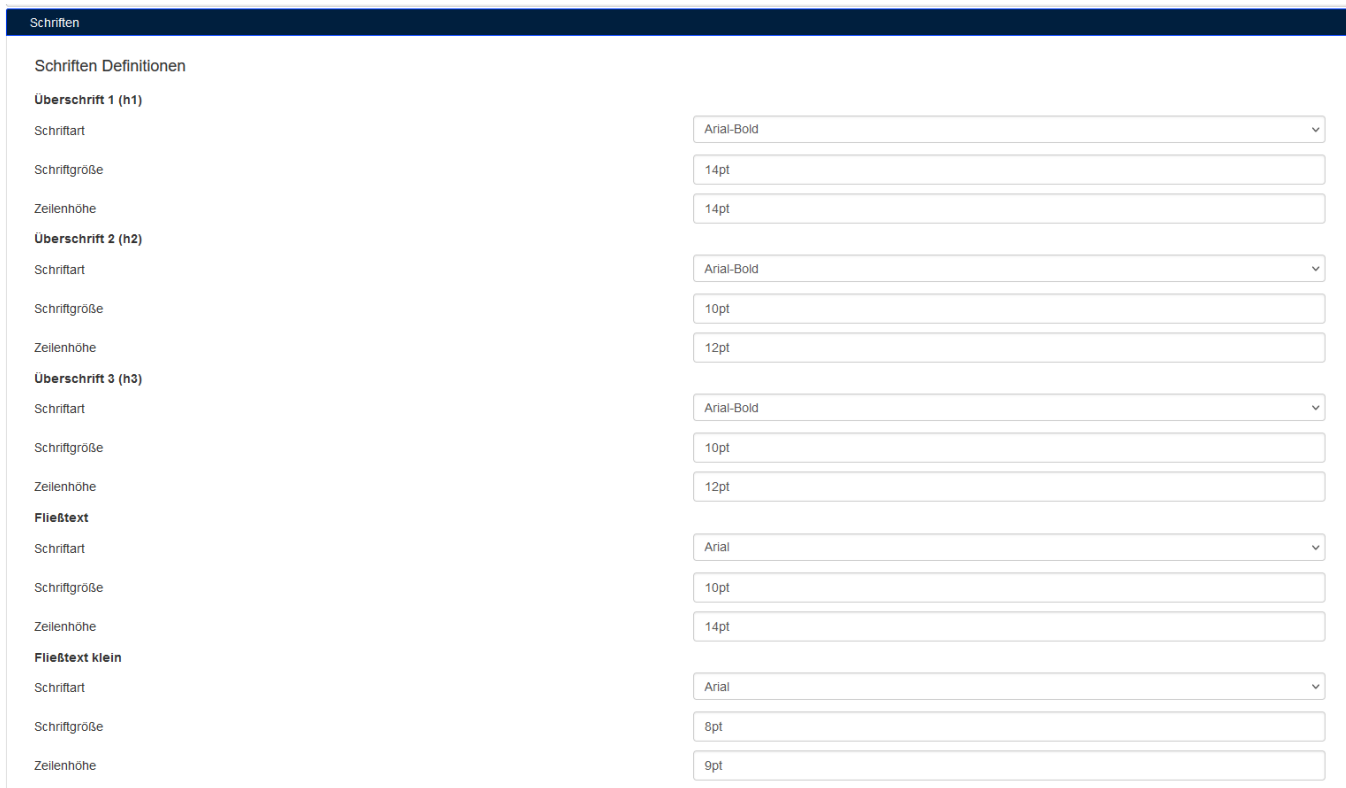 Schriften
Schriften Definitionen
Überschrift 1 (h1)
Schriftart Arial-Bold
Schriftgröße 14pt
Zeilenhöhe 14pt
Überschrift 2 (h2)
Schriftart Arial-Bold
Schriftgröße 10pt
Zeilenhöhe 12pt
Überschrift 3 (h3)
Schriftart Arial-Bold
Schriftgröße 10pt
Zeilenhöhe 12pt
Fließtext
Schriftart Arial
Schriftgröße 10pt
Zeilenhöhe 14pt
Fließtext klein
Schriftart Arial
Schriftgröße 8pt
Zeilenhöhe 9pt